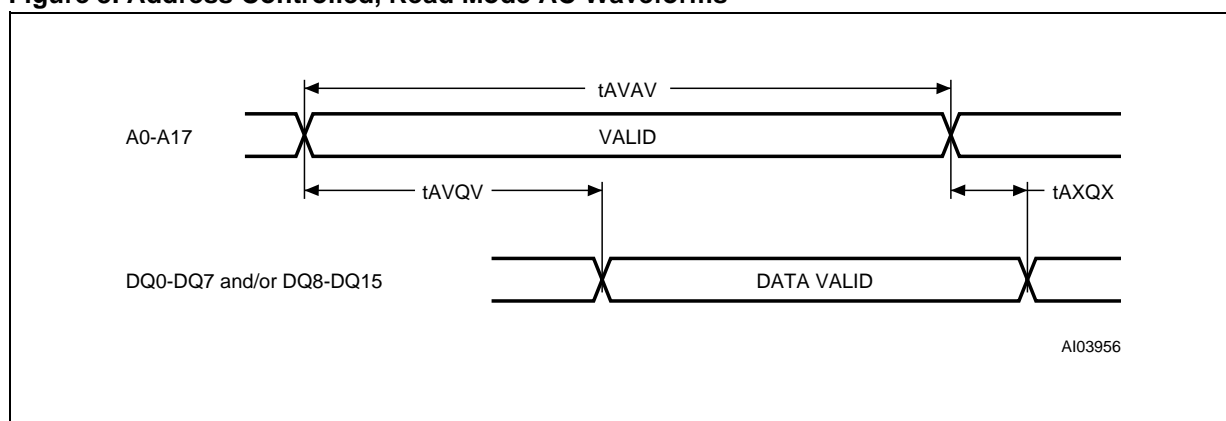 Figure Address Controlled, Read Mode AC Waveforms
tAVAV
A0-A17
VALID
tAVQV
tAXQX
DQ0-DQ7 and/or DQ8-DQ15
DATA VALID
AI03956